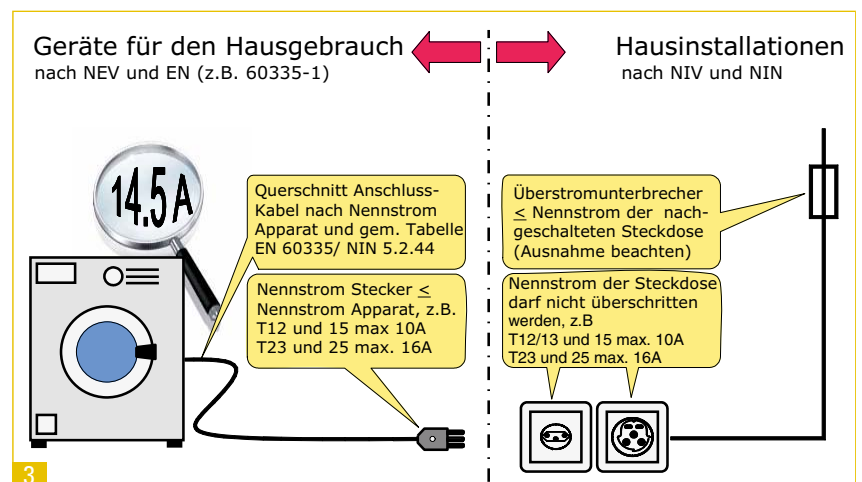 Geräte für den Hausgebrauch
nach NEV und EN (z.B. 60335-1)
Hausinstallationen
nach NIV und NIN
14.5A
Querschnitt Anschluss-
Kabel nach Nennstrom
Apparat und gem. Tabelle
EN 60335/ NIN 5.2.44
Nennstrom Stecker ≤
Nennstrom Apparat, z.B.
T12 und 15 max 10A
T23 und 25 max. 16A
Überstromunterbrecher
≤ Nennstrom der nach-
geschalteten Steckdose
(Ausnahme beachten)
Nennstrom der Steckdose
darf nicht überschritten
werden, z.B
T12/13 und 15 max. 10A
T23 und 25 max. 16A
3